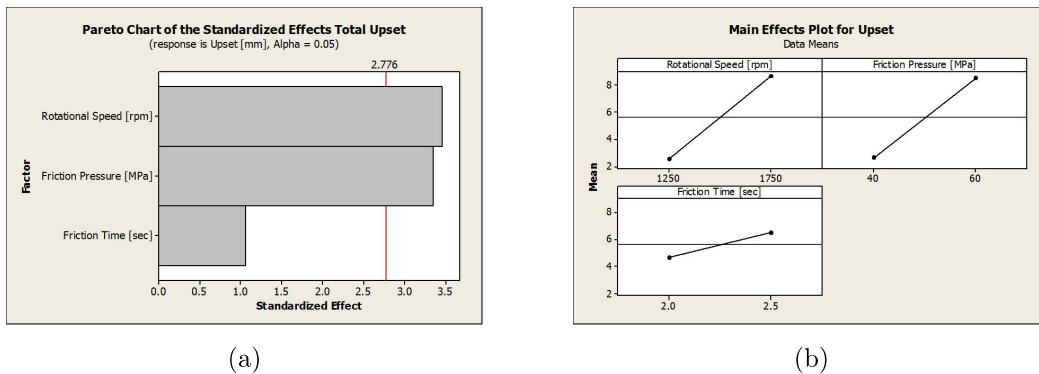 Pareto Chart of the Standardized Effects Total Upset
(response is Upset [mm], Alpha = 0.05)
2.776
Factor
Rotational Speed [rpm]
Friction Pressure [MPa]
Friction Time [sec]
0.0 0.5 1.0 1.5 2.0 2.5 3.0 3.5
Standardized Effect
(a)
Main Effects Plot for Upset
Data Means
Mean
Rotational Speed [rpm] Friction Pressure [MPa]
8
6
4
2
1250 1750 40 60
Friction Time [sec]
8
6
4
2
2.0 2.5
(b)